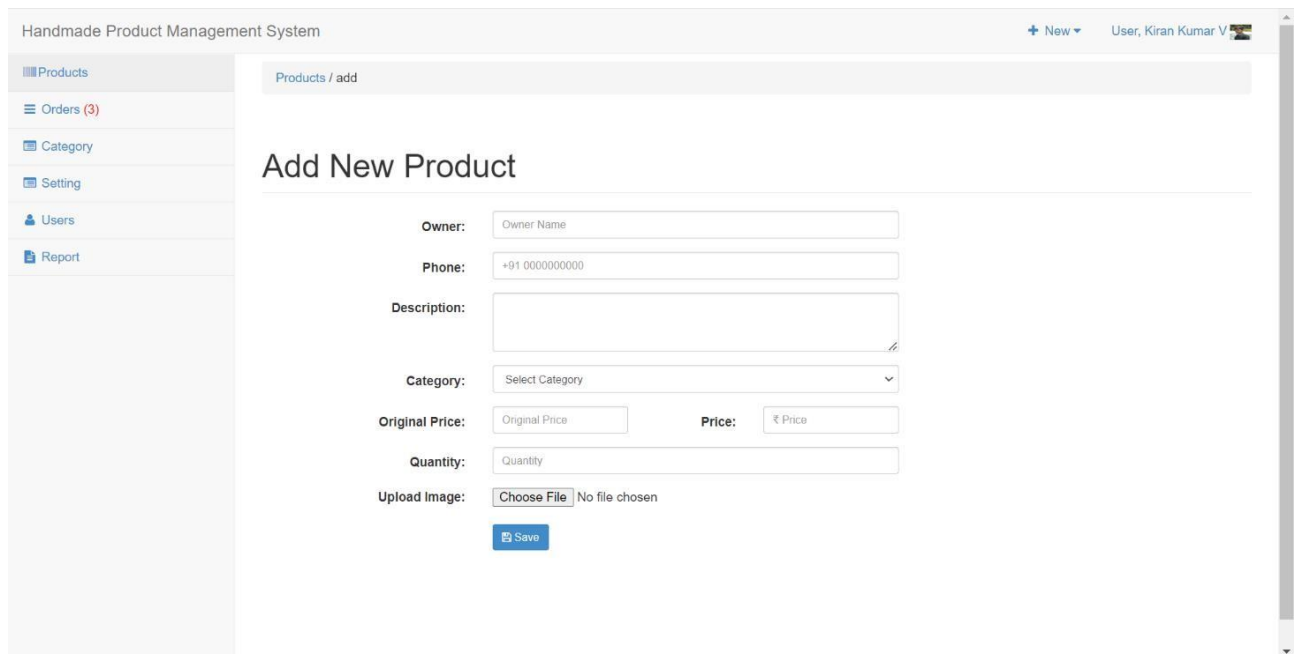 Handmade Product Management System
New
User, Kiran Kumar V
Products
Orders (3)
Category
Setting
Users
Report
Products / add
Add New Product
Owner: Owner Name
Phone: +91 0000000000
Description:
Category: Select Category
Original Price: Original Price Price: ₹ Price
Quantity: Quantity
Upload Image: Choose File No file chosen
Save